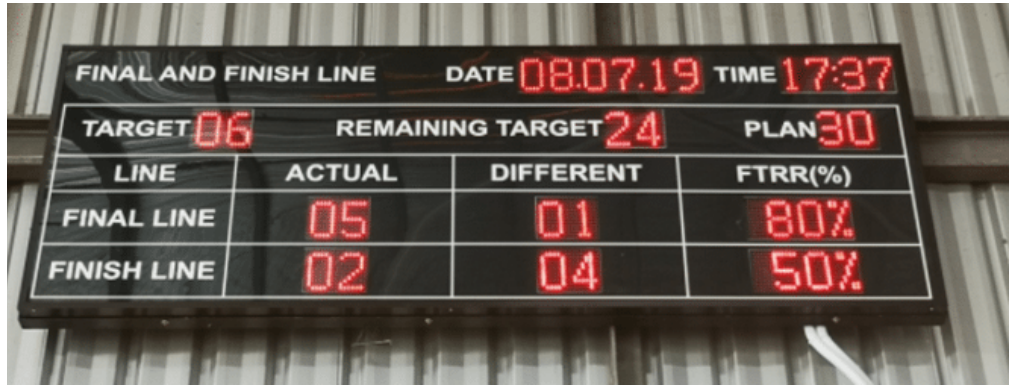 FINAL AND FINISH LINE DATE 08.07.19 TIME 17:37
TARGET 06 REMAINING TARGET 24 PLAN 30
LINE ACTUAL DIFFERENT FTRR(%)
FINAL LINE 05 01 80%
FINISH LINE 02 04 50%